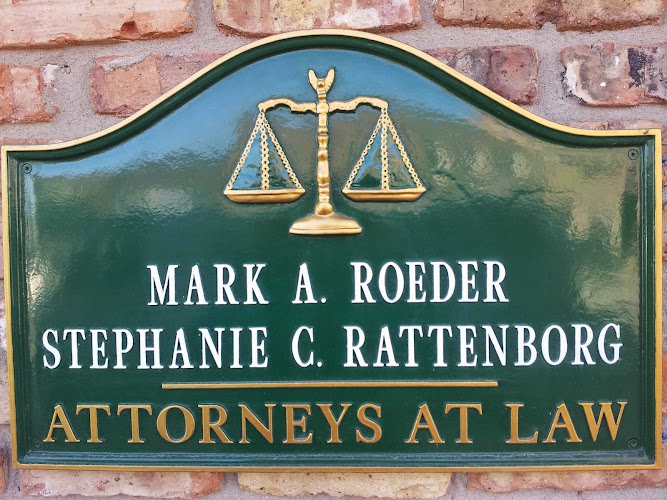 MARK A. ROEDER
STEPHANIE C. RATTENBORG
ATTORNEYS AT LAW